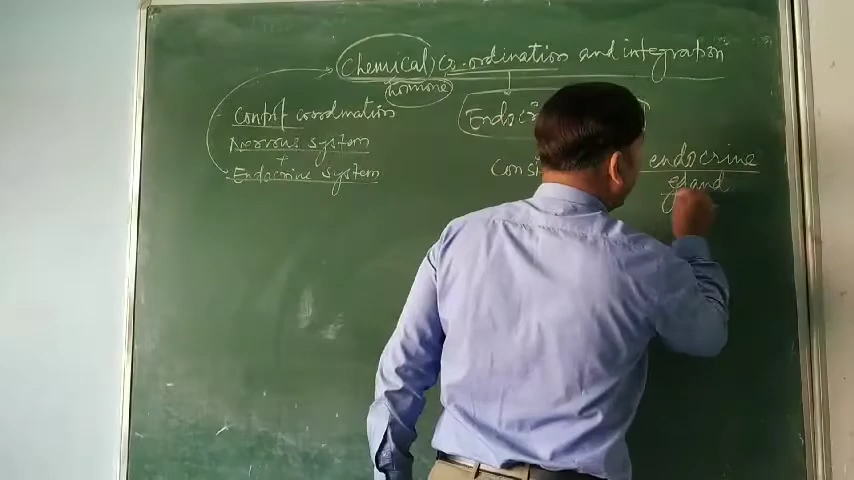 Chemical Co-ordination and integration
hormone
Control coordination
Nervous system
+
Endocrine system
endocrine
gland